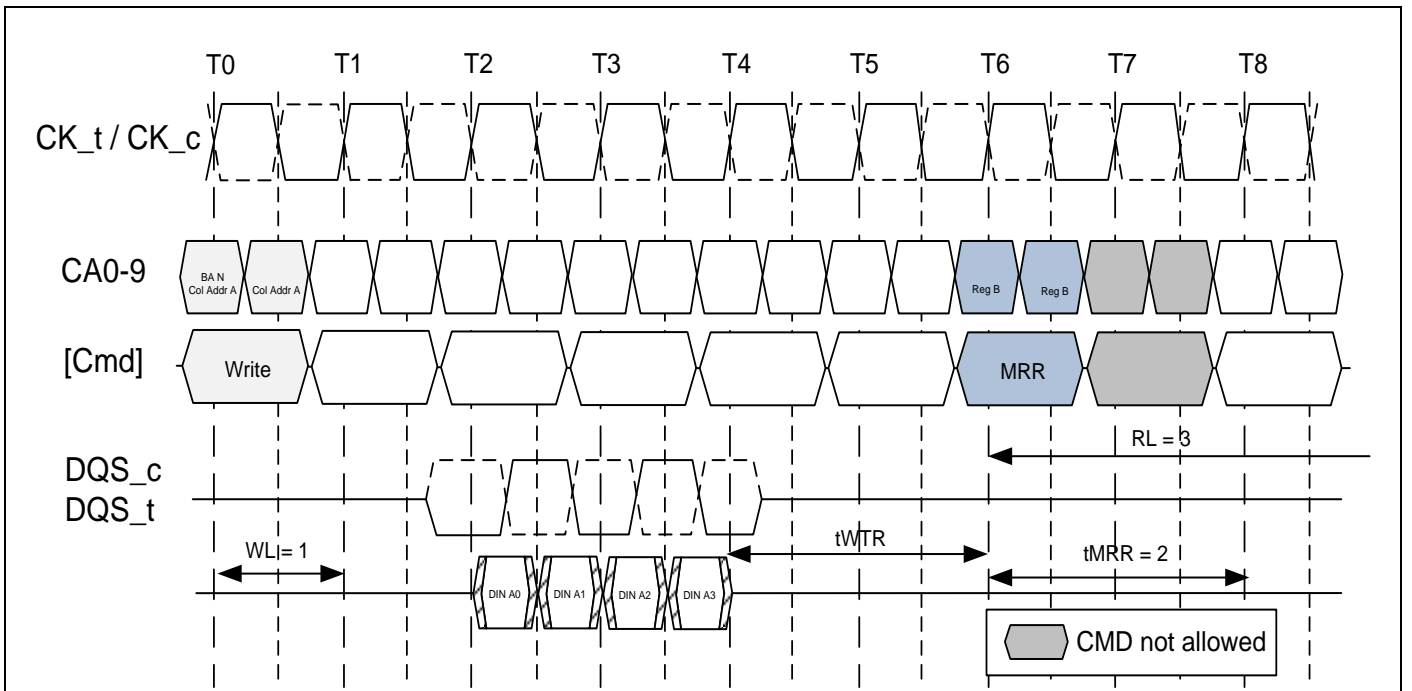 T0 T1 T2 T3 T4 T5 T6 T7 T8
CK_t / CK_c
CA0-9
BA N
Col Addr A
Col Addr A
Reg B
Reg B
[Cmd]
Write
MRR
RL = 3
DQS_c
DQS_t
WL = 1
tWTR
tMRR = 2
DIN A0
DIN A1
DIN A2
DIN A3
CMD not allowed